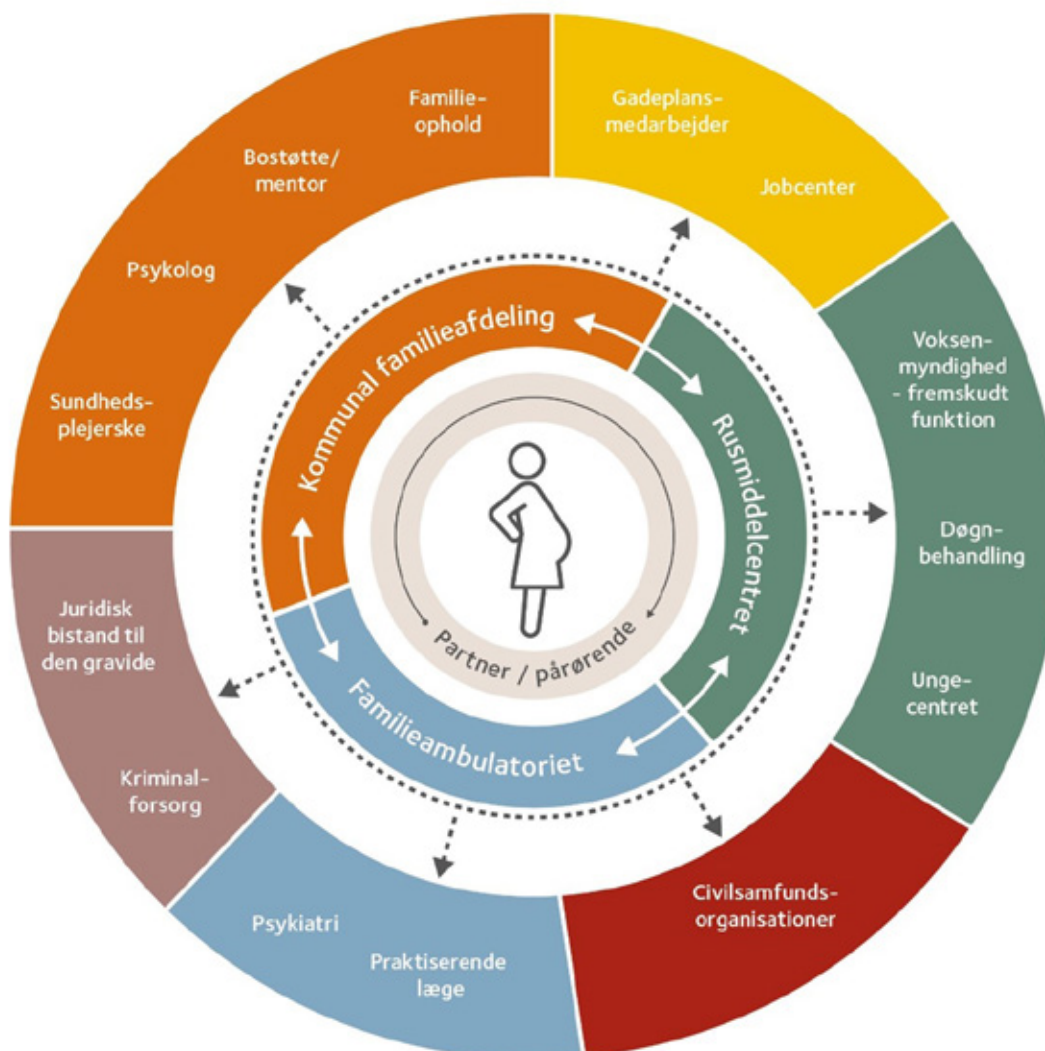 Familie-
ophold
Bostøtte/
mentor
Psykolog
Sundheds-
plejerske
Gadeplans-
medarbejder
Jobcenter
Voksen-
myndighed
- fremskudt
funktion
Døgn-
behandling
Unge-
centret
Civilsamfunds-
organisationer
Psykiatri
Praktiserende
læge
Juridisk
bistand til
den gravide
Kriminal-
forsorg
Kommunal familieafdeling
Rusmiddelcentret
Familieambulatoriet
Partner / pårørende